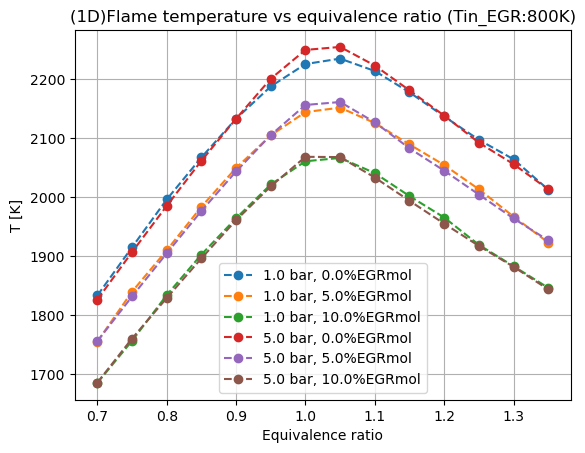 (1D)Flame temperature vs equivalence ratio (Tin_EGR:800K)
2200
2100
2000
1900
1800
1700
T [K]
1.0 bar, 0.0%EGRmol
1.0 bar, 5.0%EGRmol
1.0 bar, 10.0%EGRmol
5.0 bar, 0.0%EGRmol
5.0 bar, 5.0%EGRmol
5.0 bar, 10.0%EGRmol
0.7 0.8 0.9 1.0 1.1 1.2 1.3
Equivalence ratio